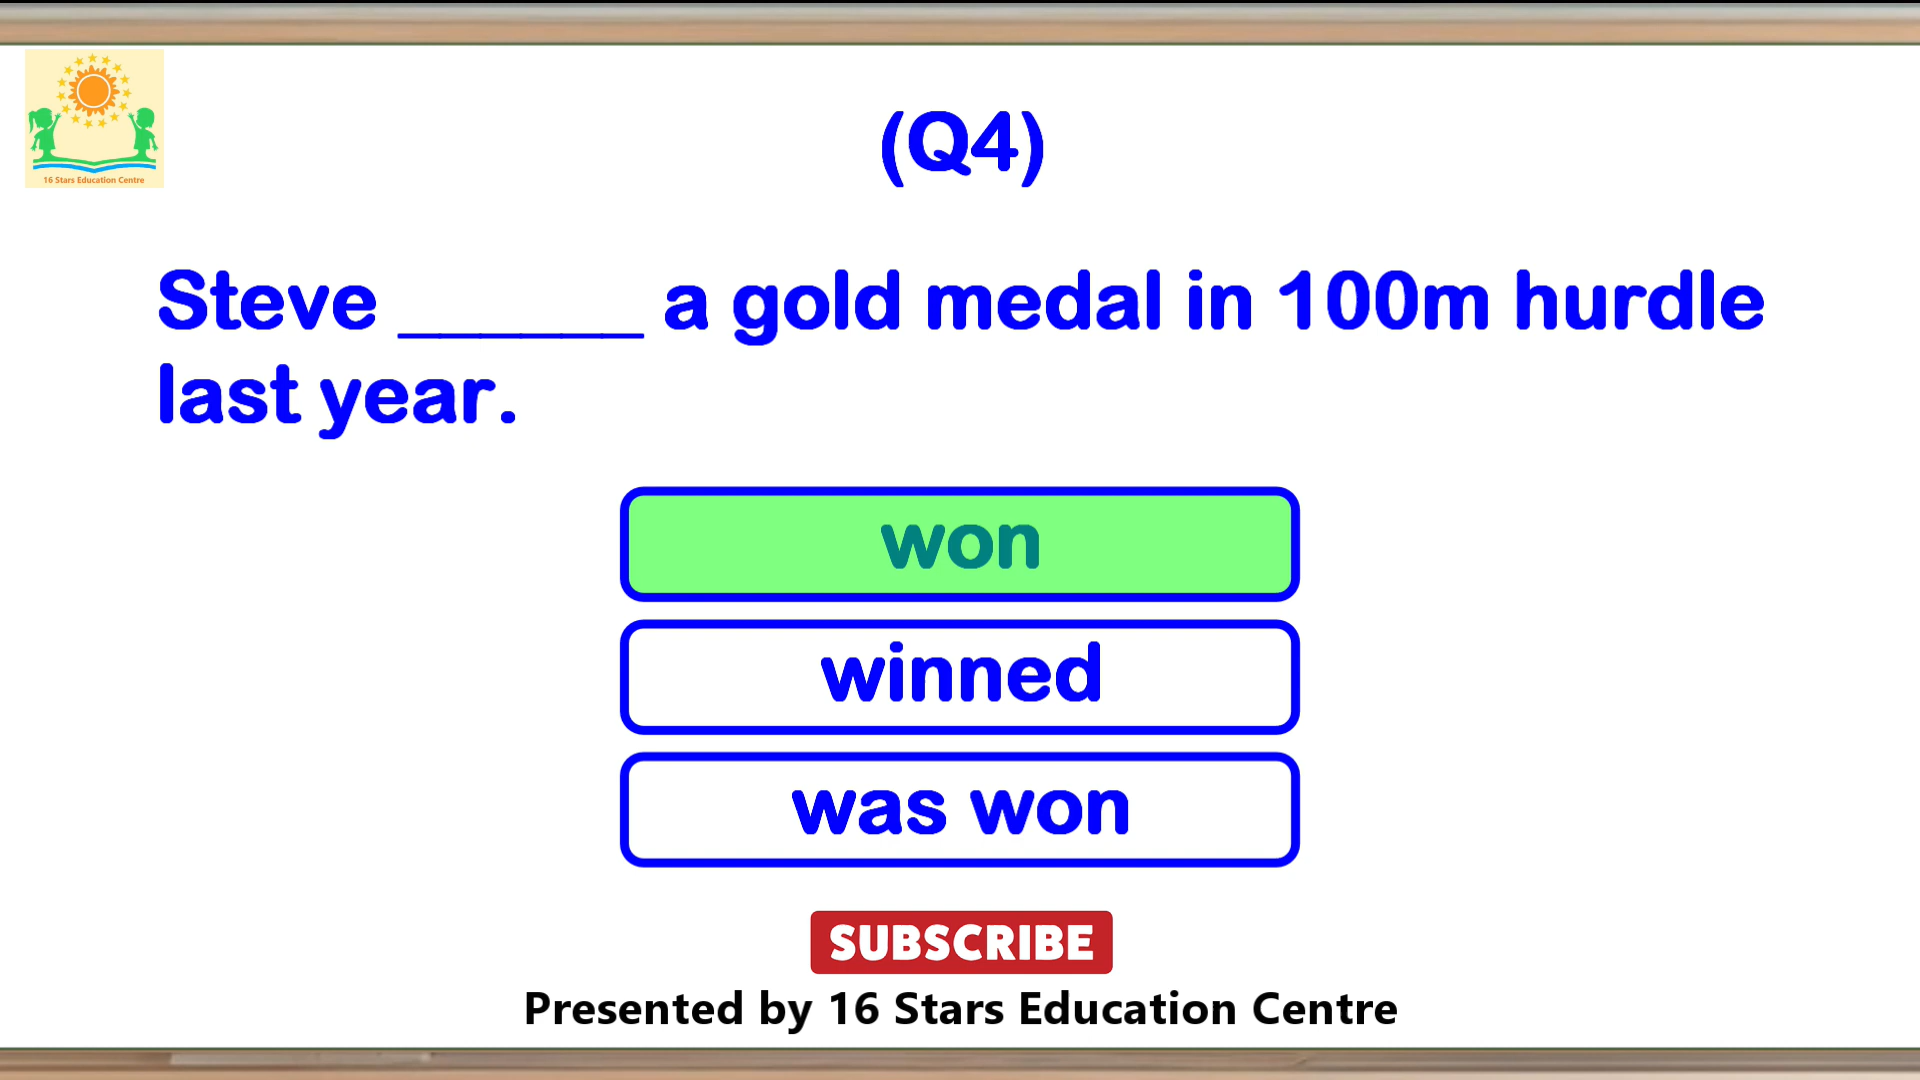 16 Stars Education Centre
(Q4)
Steve ______ a gold medal in 100m hurdle
last year.
won
winned
was won
SUBSCRIBE
Presented by 16 Stars Education Centre